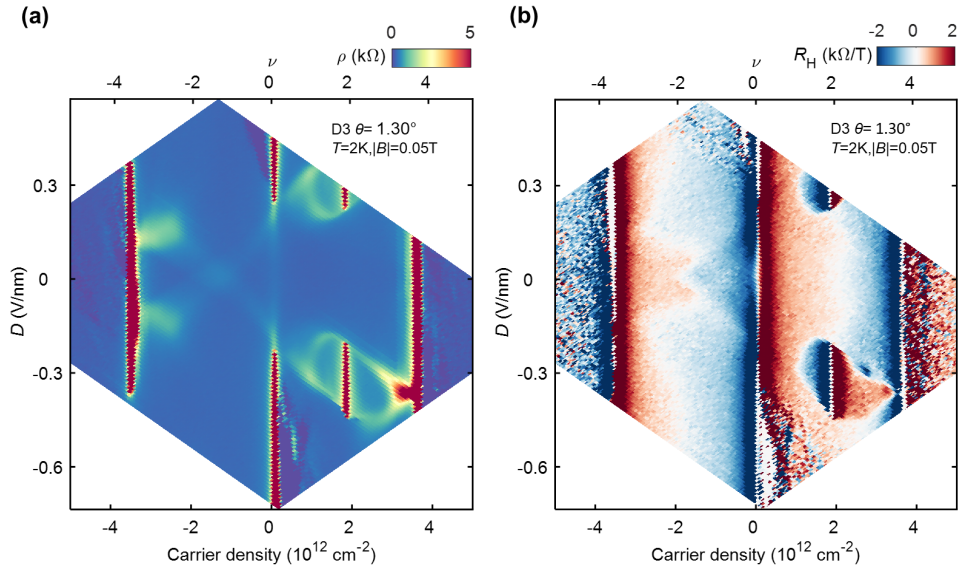 (a)
0 5
ρ (kΩ)
ν
-4 -2 0 2 4
D3 θ= 1.30°
T=2K,|B|=0.05T
0.3
0
-0.3
-0.6
D (V/nm)
-4 -2 0 2 4
Carrier density (10¹² cm⁻²)
(b)
-2 0 2
RH (kΩ/T)
ν
-4 -2 0 2 4
D3 θ= 1.30°
T=2K,|B|=0.05T
0.3
0
-0.3
-0.6
D (V/nm)
-4 -2 0 2 4
Carrier density (10¹² cm⁻²)